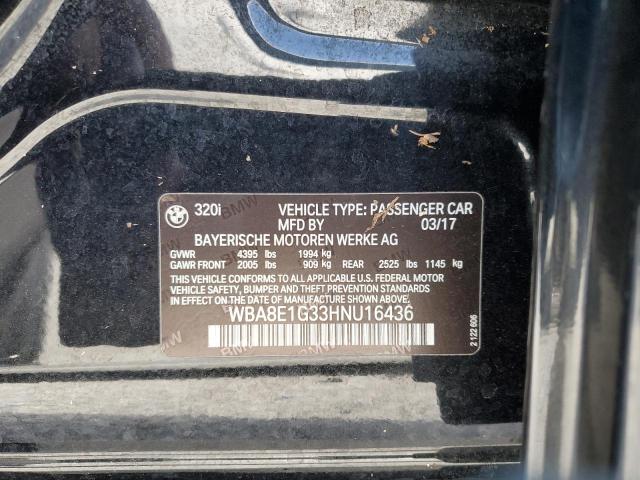 320i VEHICLE TYPE: PASSENGER CAR
MFD BY 03/17
BAYERISCHE MOTOREN WERKE AG
GVWR 4395 lbs 1994 kg
GAWR FRONT 2005 lbs 909 kg REAR 2525 lbs 1145 kg
THIS VEHICLE CONFORMS TO ALL APPLICABLE U.S. FEDERAL MOTOR
VEHICLE SAFETY, BUMPER, AND THEFT PREVENTION STANDARDS
IN EFFECT ON THE DATE OF MANUFACTURE SHOWN ABOVE.
WBA8E1G33HNU16436
2 122 606